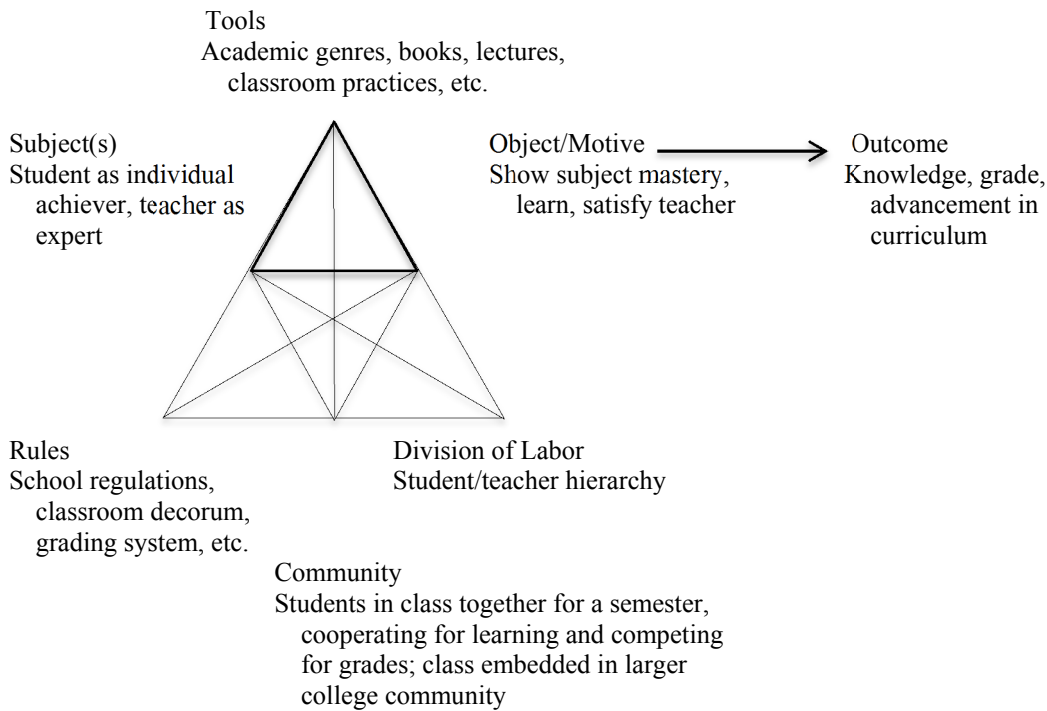 Tools
Academic genres, books, lectures,
classroom practices, etc.
Subject(s)
Student as individual
achiever, teacher as
expert
Object/Motive
Show subject mastery,
learn, satisfy teacher
Outcome
Knowledge, grade,
advancement in
curriculum
Rules
School regulations,
classroom decorum,
grading system, etc.
Division of Labor
Student/teacher hierarchy
Community
Students in class together for a semester,
cooperating for learning and competing
for grades; class embedded in larger
college community